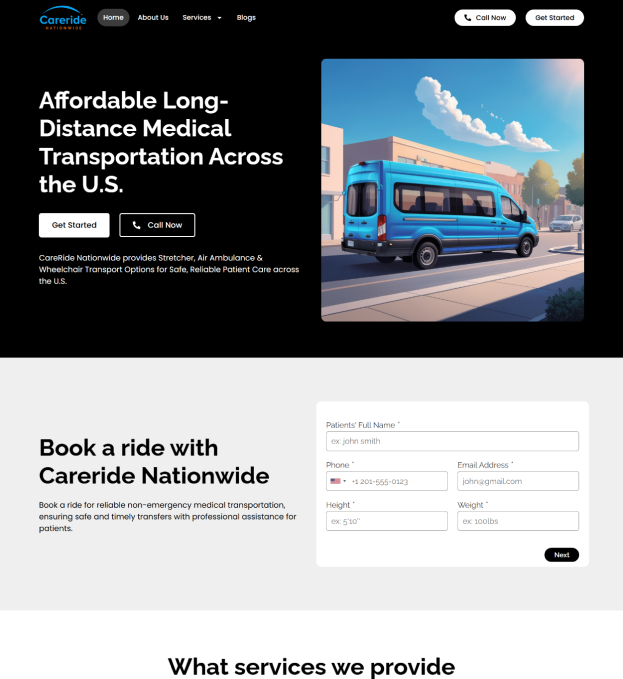 Careride
NATIONWIDE
Home
About Us
Services
Blogs
Call Now
Get Started
Affordable Long-
Distance Medical
Transportation Across
the U.S.
Get Started
Call Now
CareRide Nationwide provides Stretcher, Air Ambulance &
Wheelchair Transport Options for Safe, Reliable Patient Care across
the U.S.
Book a ride with
Careride Nationwide
Book a ride for reliable non-emergency medical transportation,
ensuring safe and timely transfers with professional assistance for
patients.
Patients' Full Name *
ex: john smith
Phone *
Email Address *
+1 201-555-0123
john@gmail.com
Height *
Weight *
ex: 5'10''
ex: 100lbs
Next
What services we provide